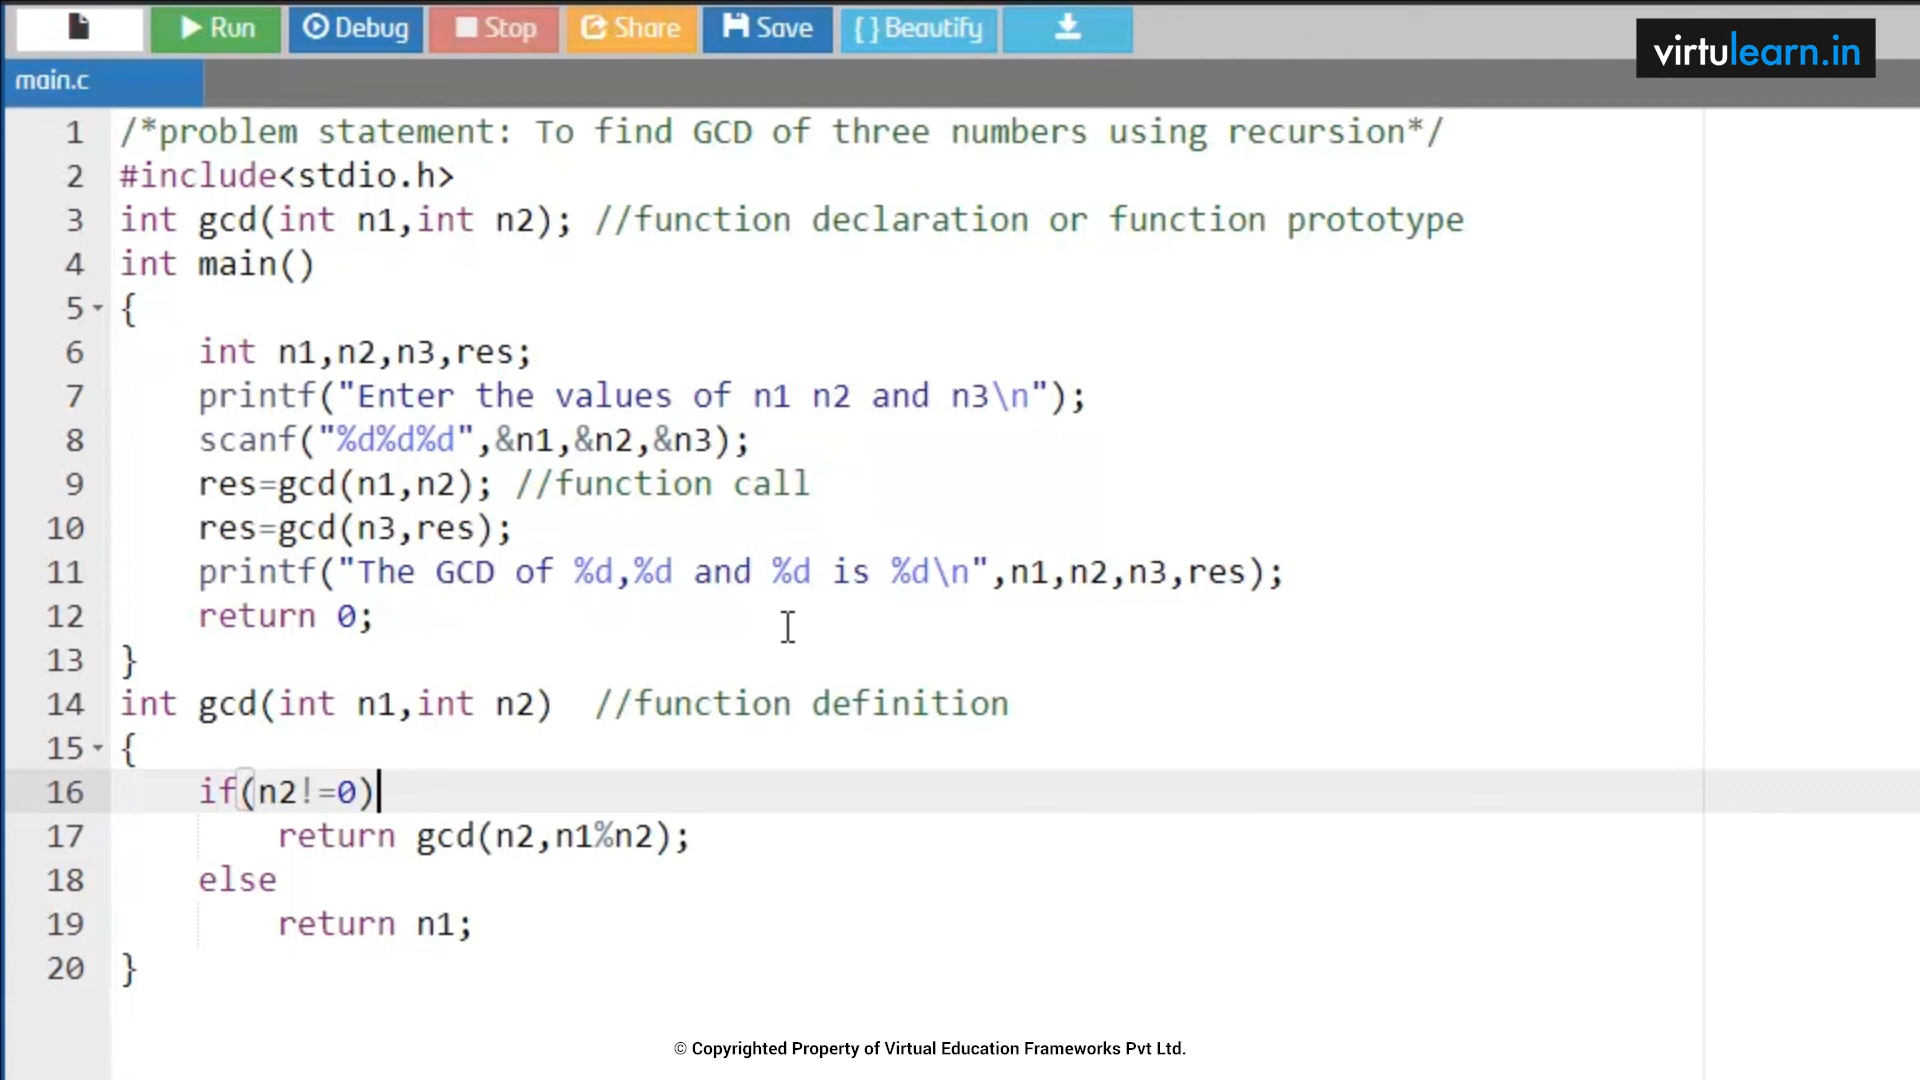 Run Debug Stop Share Save {} Beautify
virtulearn.in
main.c
1 /*problem statement: To find GCD of three numbers using recursion*/
2 #include<stdio.h>
3 int gcd(int n1,int n2); //function declaration or function prototype
4 int main()
5 {
6 int n1,n2,n3,res;
7 printf("Enter the values of n1 n2 and n3\n");
8 scanf("%d%d%d",&n1,&n2,&n3);
9 res=gcd(n1,n2); //function call
10 res=gcd(n3,res);
11 printf("The GCD of %d,%d and %d is %d\n",n1,n2,n3,res);
12 return 0;
13 }
14 int gcd(int n1,int n2) //function definition
15 {
16 if(n2!=0)
17 return gcd(n2,n1%n2);
18 else
19 return n1;
20 }
© Copyrighted Property of Virtual Education Frameworks Pvt Ltd.